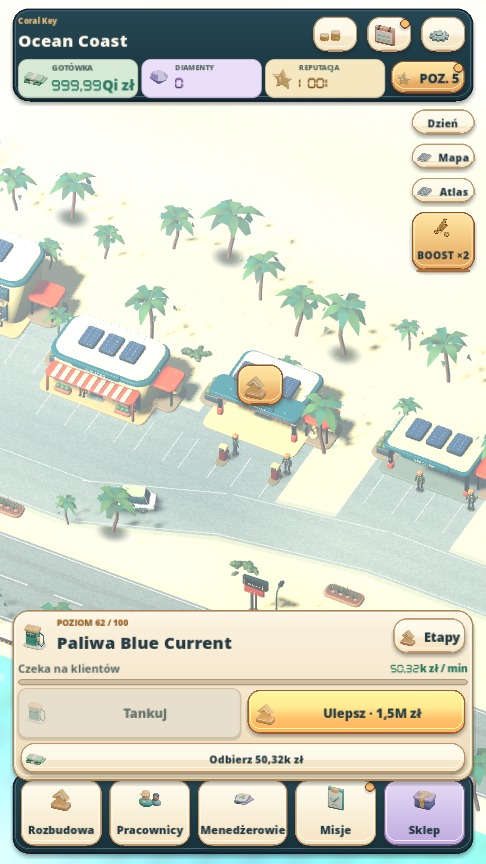 Coral Key
Ocean Coast
GOTÓWKA
999,99Qi zł
DIAMENTY
0
REPUTACJA
POZ. 5
Dzień
Mapa
Atlas
BOOST ×2
POZIOM 62 / 100
Paliwa Blue Current
Etapy
Czeka na klientów
50,32k zł / min
Tankuj
Ulepsz · 1,5M zł
Odbierz 50,32k zł
Rozbudowa
Pracownicy
Menedżerowie
Misje
Sklep